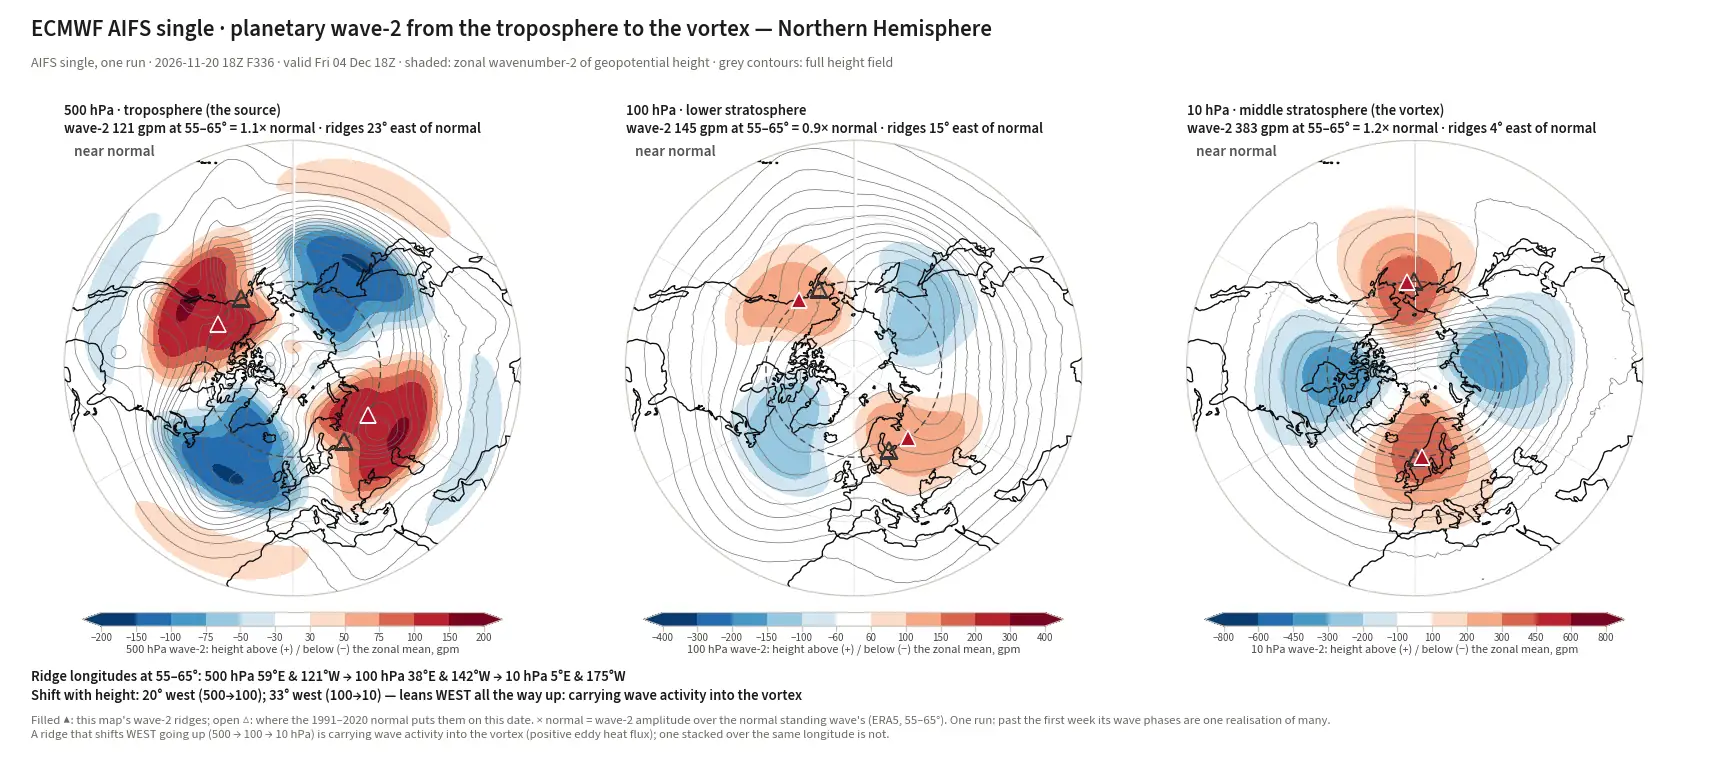 ECMWF AIFS single · planetary wave-2 from the troposphere to the vortex — Northern Hemisphere
AIFS single, one run · 2026-11-20 18Z F336 · valid Fri 04 Dec 18Z · shaded: zonal wavenumber-2 of geopotential height · grey contours: full height field
500 hPa · troposphere (the source)
wave-2 121 gpm at 55–65° = 1.1× normal · ridges 23° east of normal
near normal
100 hPa · lower stratosphere
wave-2 145 gpm at 55–65° = 0.9× normal · ridges 15° east of normal
near normal
10 hPa · middle stratosphere (the vortex)
wave-2 383 gpm at 55–65° = 1.2× normal · ridges 4° east of normal
near normal
−200 −150 −100 −75 −50 −30 30 50 75 100 150 200
500 hPa wave-2: height above (+) / below (−) the zonal mean, gpm
−400 −300 −200 −150 −100 −60 60 100 150 200 300 400
100 hPa wave-2: height above (+) / below (−) the zonal mean, gpm
−800 −600 −450 −300 −200 −100 100 200 300 450 600 800
10 hPa wave-2: height above (+) / below (−) the zonal mean, gpm
Ridge longitudes at 55–65°: 500 hPa 59°E & 121°W → 100 hPa 38°E & 142°W → 10 hPa 5°E & 175°W
Shift with height: 20° west (500→100); 33° west (100→10) — leans WEST all the way up: carrying wave activity into the vortex
Filled ▲: this map's wave-2 ridges; open △: where the 1991–2020 normal puts them on this date. × normal = wave-2 amplitude over the normal standing wave's (ERA5, 55–65°). One run: past the first week its wave phases are one realisation of many.
A ridge that shifts WEST going up (500 → 100 → 10 hPa) is carrying wave activity into the vortex (positive eddy heat flux); one stacked over the same longitude is not.